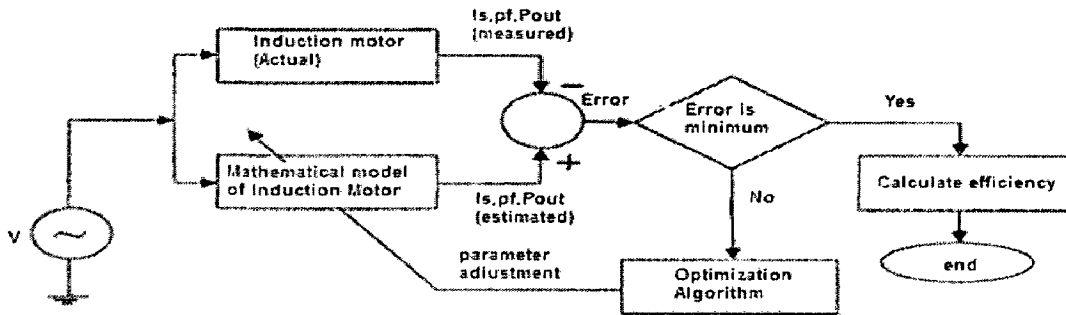 Is,pf,Pout
(measured)
Induction motor
(Actual)
Error
Error is
minimum
Yes
Mathematical model
of Induction Motor
Calculate efficiency
Is,pf,Pout
(estimated)
No
V
parameter
adjustment
Optimization
Algorithm
end